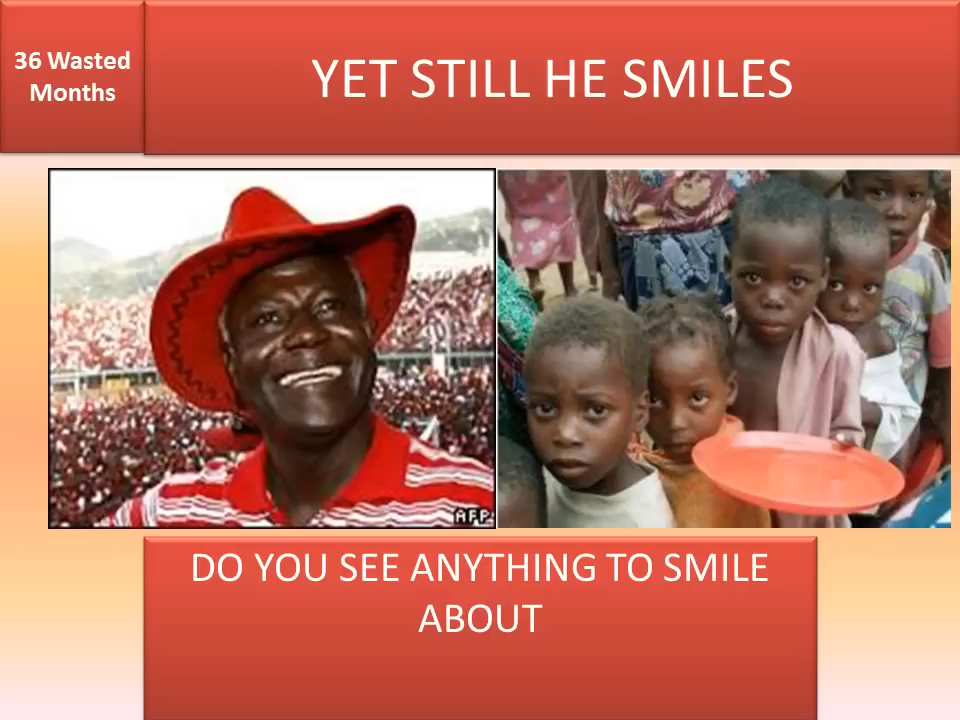 36 Wasted
Months
YET STILL HE SMILES
AFP
DO YOU SEE ANYTHING TO SMILE
ABOUT